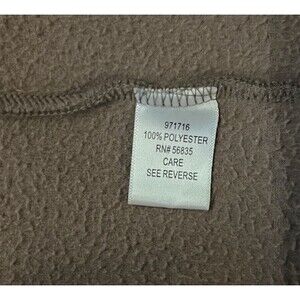 971716
100% POLYESTER
RN# 56835
CARE
SEE REVERSE